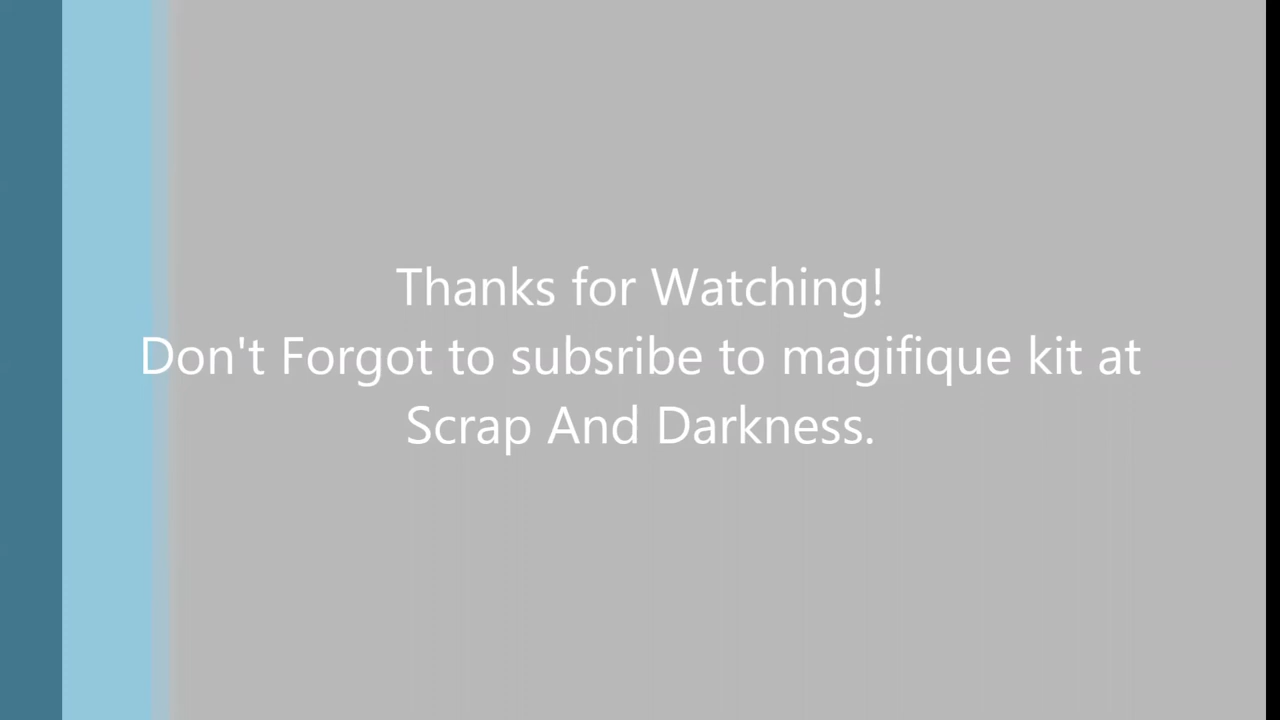 Thanks for Watching!
Don't Forgot to subsribe to magifique kit at
Scrap And Darkness.